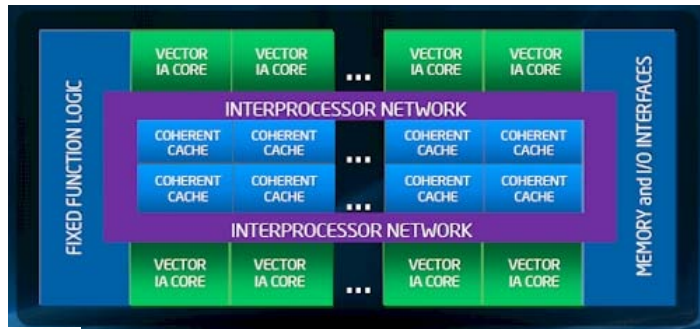 FIXED FUNCTION LOGIC
VECTOR
IA CORE
VECTOR
IA CORE
...
VECTOR
IA CORE
VECTOR
IA CORE
INTERPROCESSOR NETWORK
COHERENT
CACHE
COHERENT
CACHE
...
COHERENT
CACHE
COHERENT
CACHE
COHERENT
CACHE
COHERENT
CACHE
...
COHERENT
CACHE
COHERENT
CACHE
INTERPROCESSOR NETWORK
VECTOR
IA CORE
VECTOR
IA CORE
...
VECTOR
IA CORE
VECTOR
IA CORE
MEMORY and I/O INTERFACES